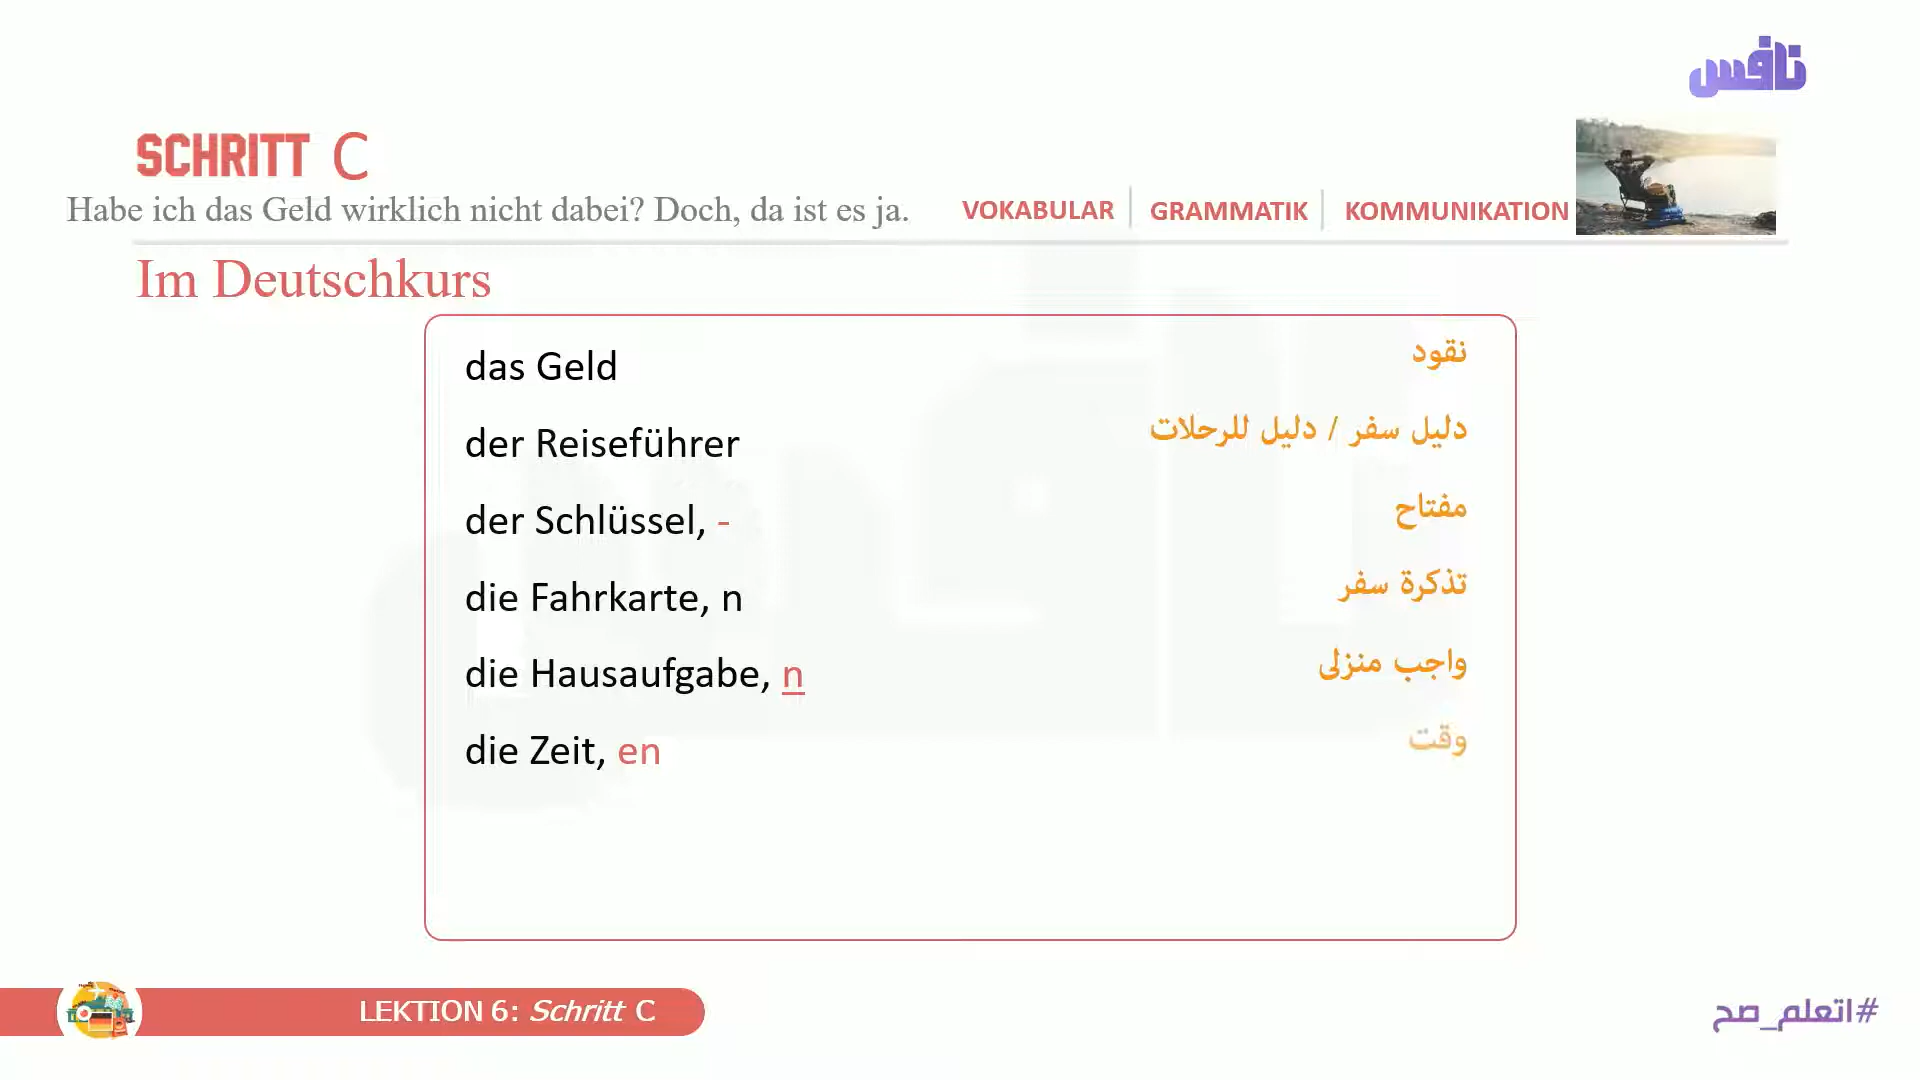 نافس
SCHRITT C
Habe ich das Geld wirklich nicht dabei? Doch, da ist es ja.
VOKABULAR
GRAMMATIK
KOMMUNIKATION
Im Deutschkurs
das Geld
نقود
der Reiseführer
دليل سفر / دليل للرحلات
der Schlüssel, -
مفتاح
die Fahrkarte, n
تذكرة سفر
die Hausaufgabe, n
واجب منزلى
die Zeit, en
وقت
LEKTION 6: Schritt C
#اتعلم_صح